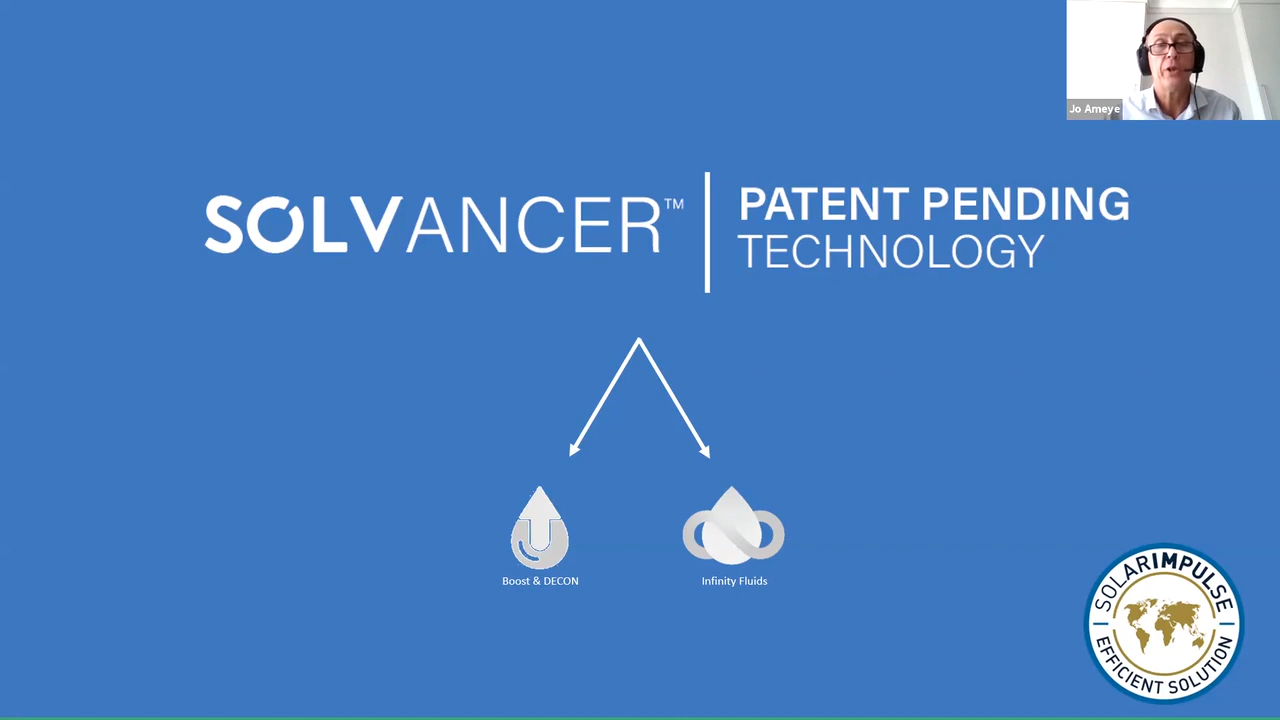 Jo Ameye
SOLVANCER™
PATENT PENDING
TECHNOLOGY
Boost & DECON
Infinity Fluids
SOLARIMPULSE
EFFICIENT SOLUTION